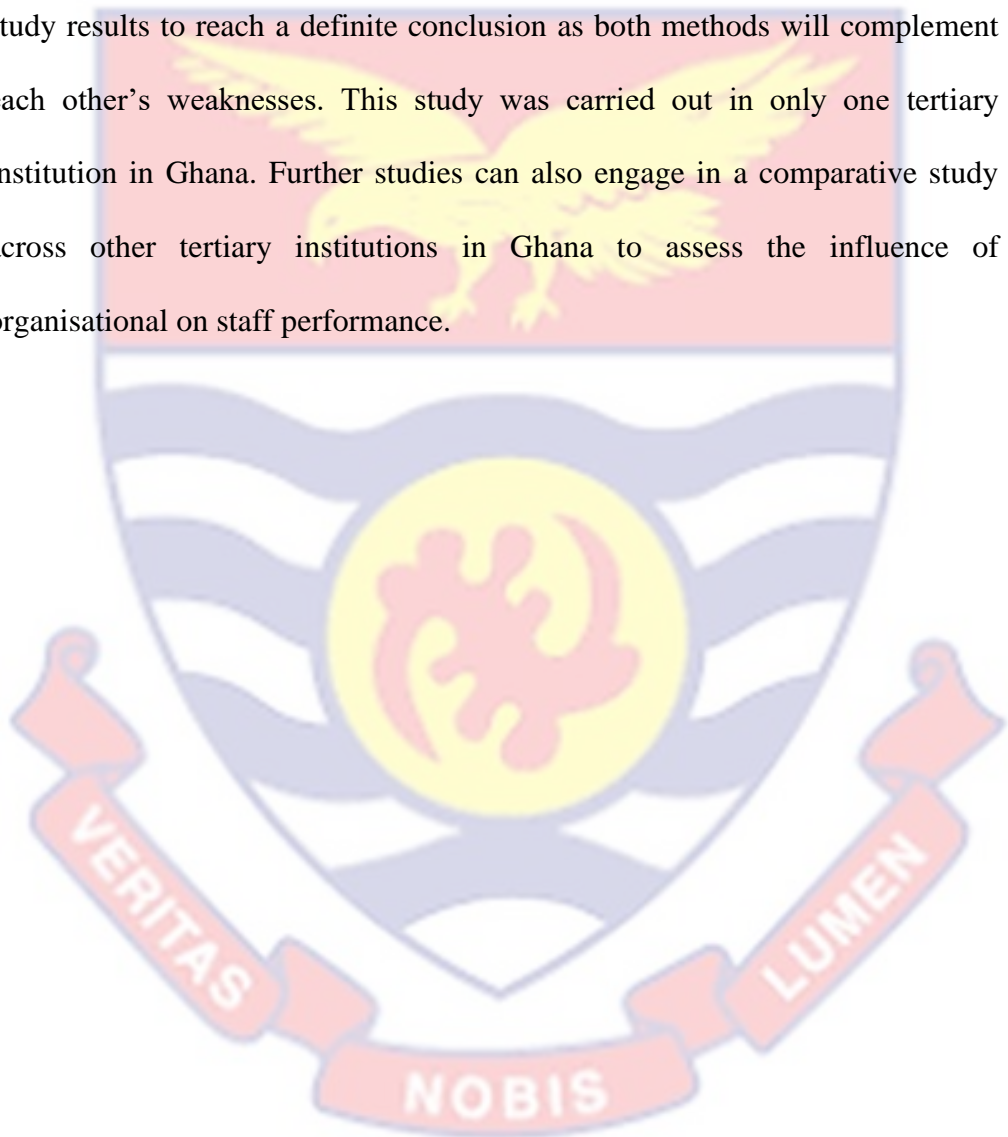 study results to reach a definite conclusion as both methods will complement
each other's weaknesses. This study was carried out in only one tertiary
institution in Ghana. Further studies can also engage in a comparative study
across other tertiary institutions in Ghana to assess the influence of
organisational on staff performance.
VERITAS
NOBIS
LUMEN